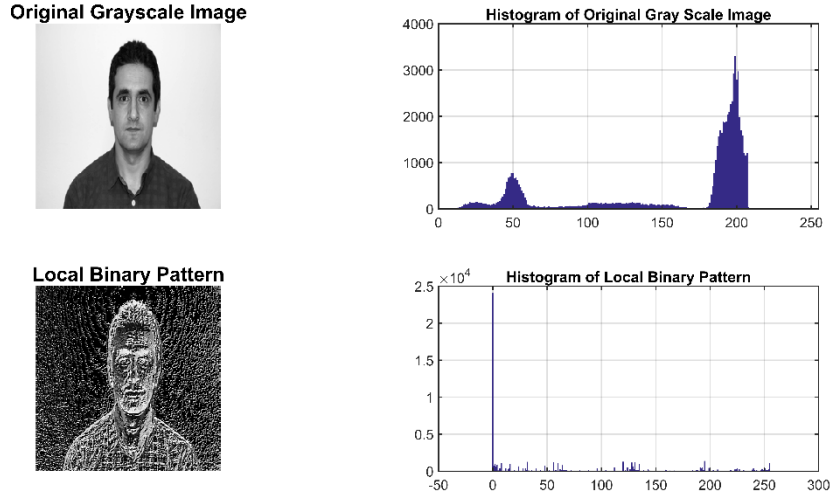 Original Grayscale Image
Histogram of Original Gray Scale Image
4000
3000
2000
1000
0
0 50 100 150 200 250
Local Binary Pattern
Histogram of Local Binary Pattern
2.5 ×10⁴
2
1.5
1
0.5
0
-50 0 50 100 150 200 250 300